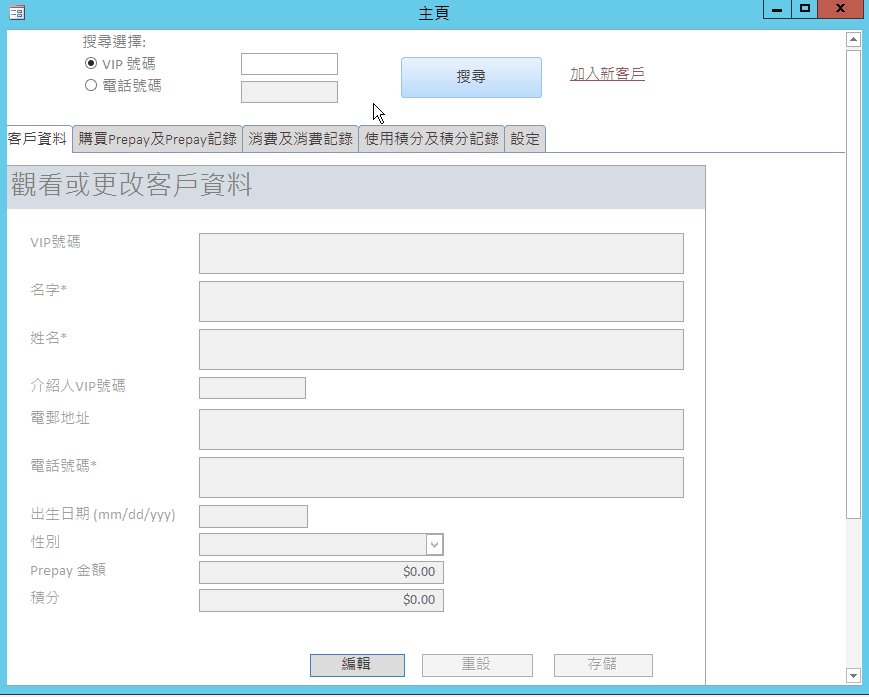 主頁
搜尋選擇:
VIP 號碼
電話號碼
搜尋
加入新客戶
客戶資料 購買Prepay及Prepay記錄 消費及消費記錄 使用積分及積分記錄 設定
觀看或更改客戶資料
VIP號碼
名字*
姓名*
介紹人VIP號碼
電郵地址
電話號碼*
出生日期 (mm/dd/yyy)
性別
Prepay 金額 $0.00
積分 $0.00
編輯 重設 存儲